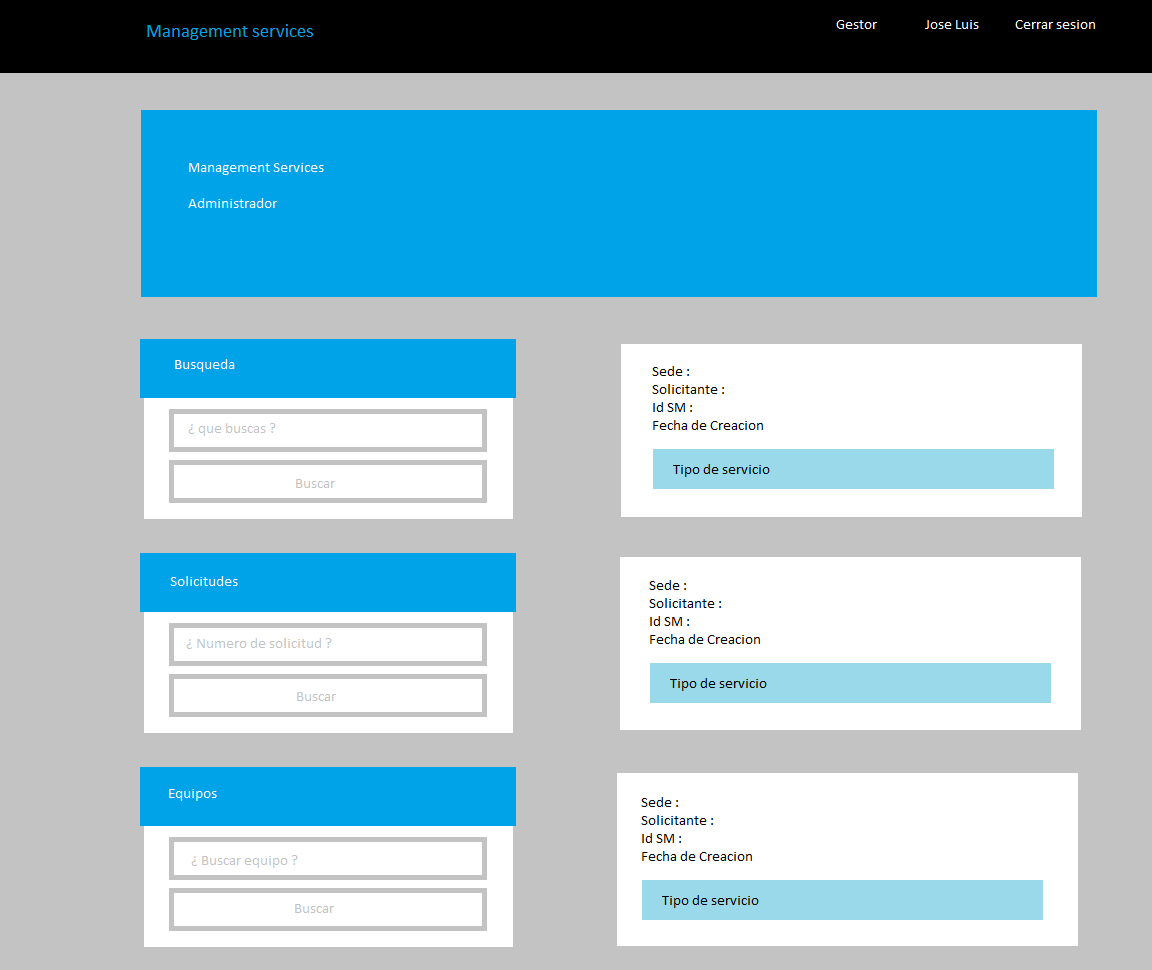 Management services
Gestor
Jose Luis
Cerrar sesion
Management Services
Administrador
Busqueda
¿ que buscas ?
Buscar
Sede :
Solicitante :
Id SM :
Fecha de Creacion
Tipo de servicio
Solicitudes
¿ Numero de solicitud ?
Buscar
Sede :
Solicitante :
Id SM :
Fecha de Creacion
Tipo de servicio
Equipos
¿ Buscar equipo ?
Buscar
Sede :
Solicitante :
Id SM :
Fecha de Creacion
Tipo de servicio